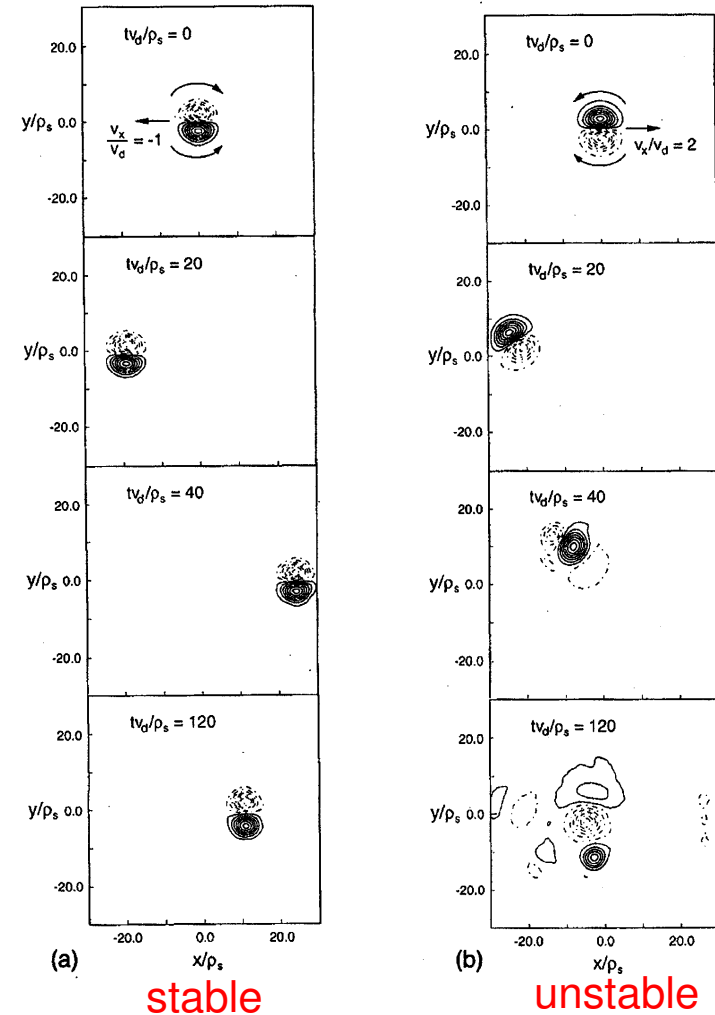 tv_d/ρ_s = 0
20.0
y/ρ_s 0.0
v_x/v_d = -1
-20.0
tv_d/ρ_s = 20
20.0
y/ρ_s 0.0
-20.0
tv_d/ρ_s = 40
20.0
y/ρ_s 0.0
-20.0
tv_d/ρ_s = 120
20.0
y/ρ_s 0.0
-20.0
-20.0 0.0 20.0
(a) x/ρ_s
stable
tv_d/ρ_s = 0
20.0
y/ρ_s 0.0
v_x/v_d = 2
-20.0
tv_d/ρ_s = 20
20.0
y/ρ_s 0.0
-20.0
tv_d/ρ_s = 40
20.0
y/ρ_s 0.0
-20.0
tv_d/ρ_s = 120
20.0
y/ρ_s 0.0
-20.0
-20.0 0.0 20.0
(b) x/ρ_s
unstable